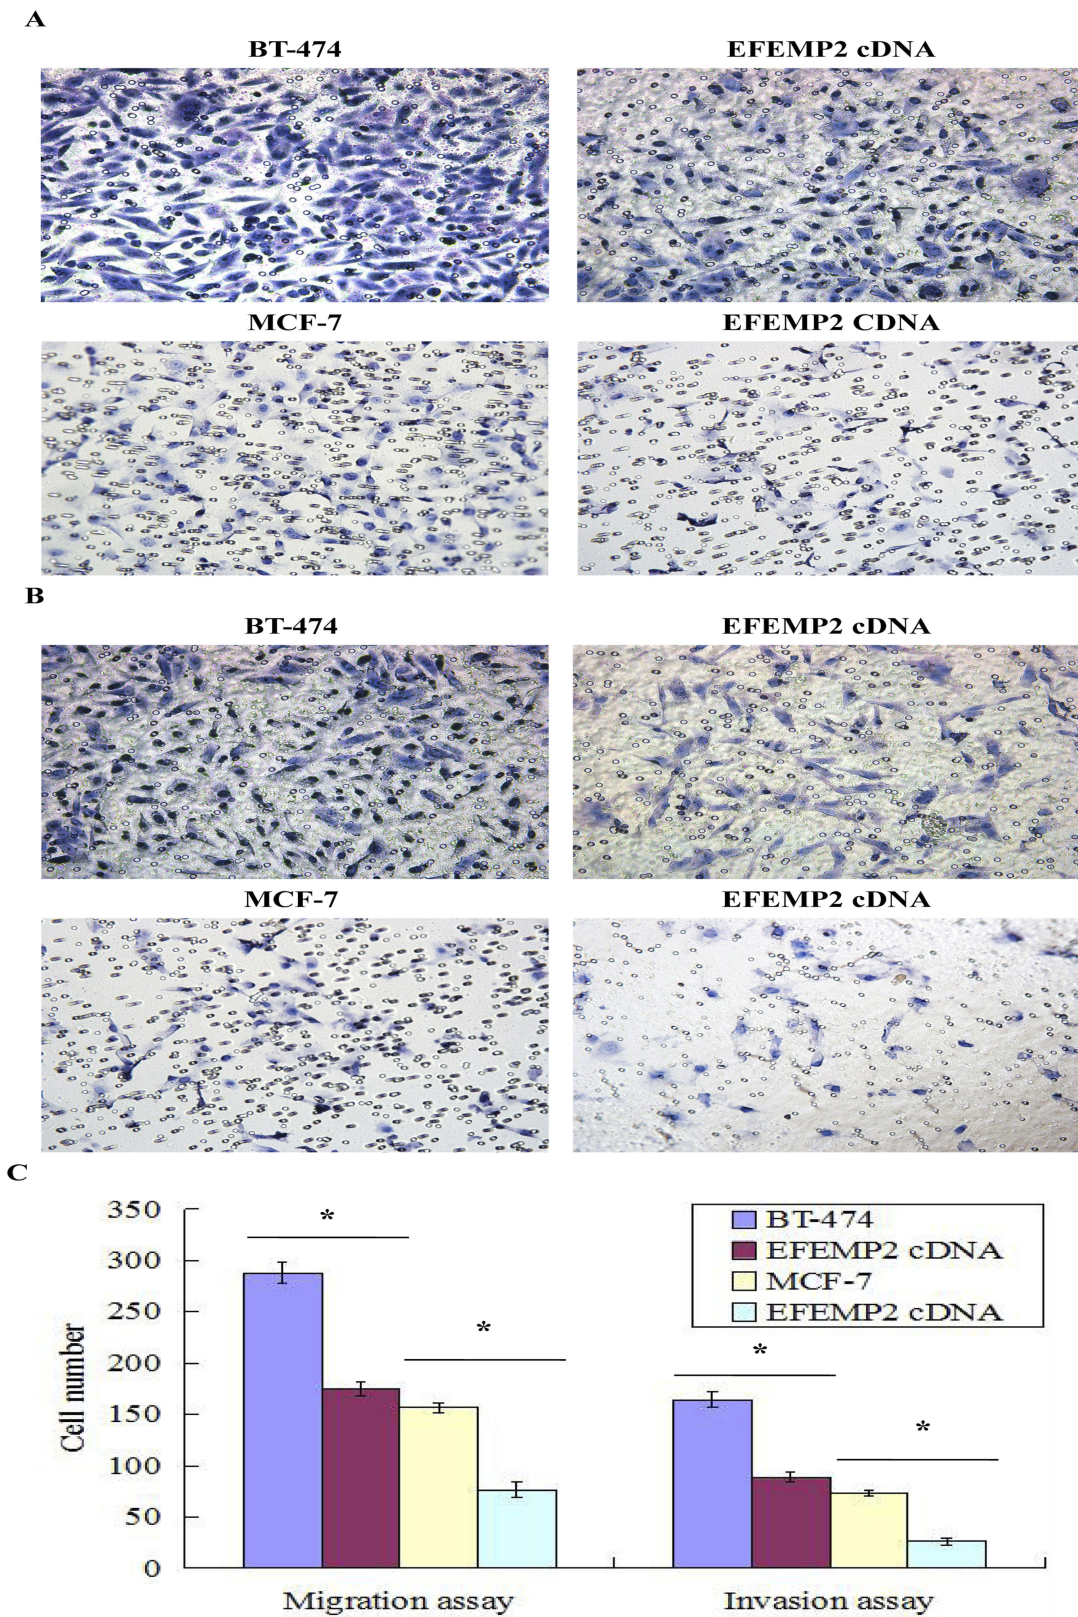 A
BT-474 EFEMP2 cDNA
MCF-7 EFEMP2 CDNA
B
BT-474 EFEMP2 cDNA
MCF-7 EFEMP2 cDNA
C
350
300
250
200
150
100
50
0
Cell number
*
*
*
*
BT-474
EFEMP2 cDNA
MCF-7
EFEMP2 cDNA
Migration assay Invasion assay